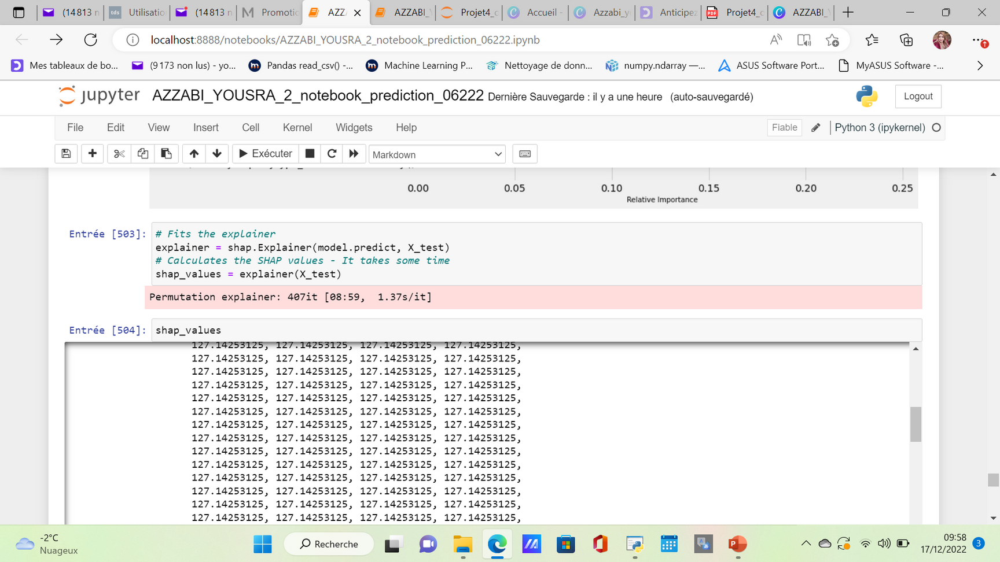 (14 813 n
tds Utilisatio
(14 813 n
Promotic
AZZ
AZZABI_
Projet4_c
Accueil -
Azzabi_y
Anticipez
Projet4_c
AZZABI_
localhost:8888/notebooks/AZZABI_YOUSRA_2_notebook_prediction_06222.ipynb
Mes tableaux de bo...
(9 173 non lus) - yo...
Pandas read_csv() -...
Machine Learning P...
Nettoyage de donn...
numpy.ndarray —...
ASUS Software Port...
MyASUS Software -...
jupyter AZZABI_YOUSRA_2_notebook_prediction_06222 Dernière Sauvegarde : il y a une heure (auto-sauvegardé)
Logout
File Edit View Insert Cell Kernel Widgets Help
Fiable
Python 3 (ipykernel)
Exécuter
Markdown
0.00 0.05 0.10 0.15 0.20 0.25
Relative Importance
Entrée [503]:
# Fits the explainer
explainer = shap.Explainer(model.predict, X_test)
# Calculates the SHAP values - It takes some time
shap_values = explainer(X_test)
Permutation explainer: 407it [08:59,  1.37s/it]
Entrée [504]:
shap_values
127.14253125, 127.14253125, 127.14253125, 127.14253125,
127.14253125, 127.14253125, 127.14253125, 127.14253125,
127.14253125, 127.14253125, 127.14253125, 127.14253125,
127.14253125, 127.14253125, 127.14253125, 127.14253125,
127.14253125, 127.14253125, 127.14253125, 127.14253125,
127.14253125, 127.14253125, 127.14253125, 127.14253125,
127.14253125, 127.14253125, 127.14253125, 127.14253125,
127.14253125, 127.14253125, 127.14253125, 127.14253125,
127.14253125, 127.14253125, 127.14253125, 127.14253125,
127.14253125, 127.14253125, 127.14253125, 127.14253125,
127.14253125, 127.14253125, 127.14253125, 127.14253125,
127.14253125, 127.14253125, 127.14253125, 127.14253125,
127.14253125, 127.14253125, 127.14253125, 127.14253125,
127.14253125, 127.14253125, 127.14253125, 127.14253125,
-2°C
Nuageux
Recherche
09:58
17/12/2022
3